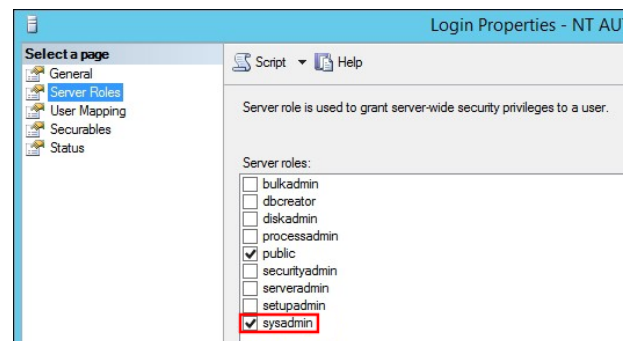 Login Properties - NT AU
Select a page
General
Server Roles
User Mapping
Securables
Status
Script Help
Server role is used to grant server-wide security privileges to a user.
Server roles:
bulkadmin
dbcreator
diskadmin
processadmin
public
securityadmin
serveradmin
setupadmin
sysadmin